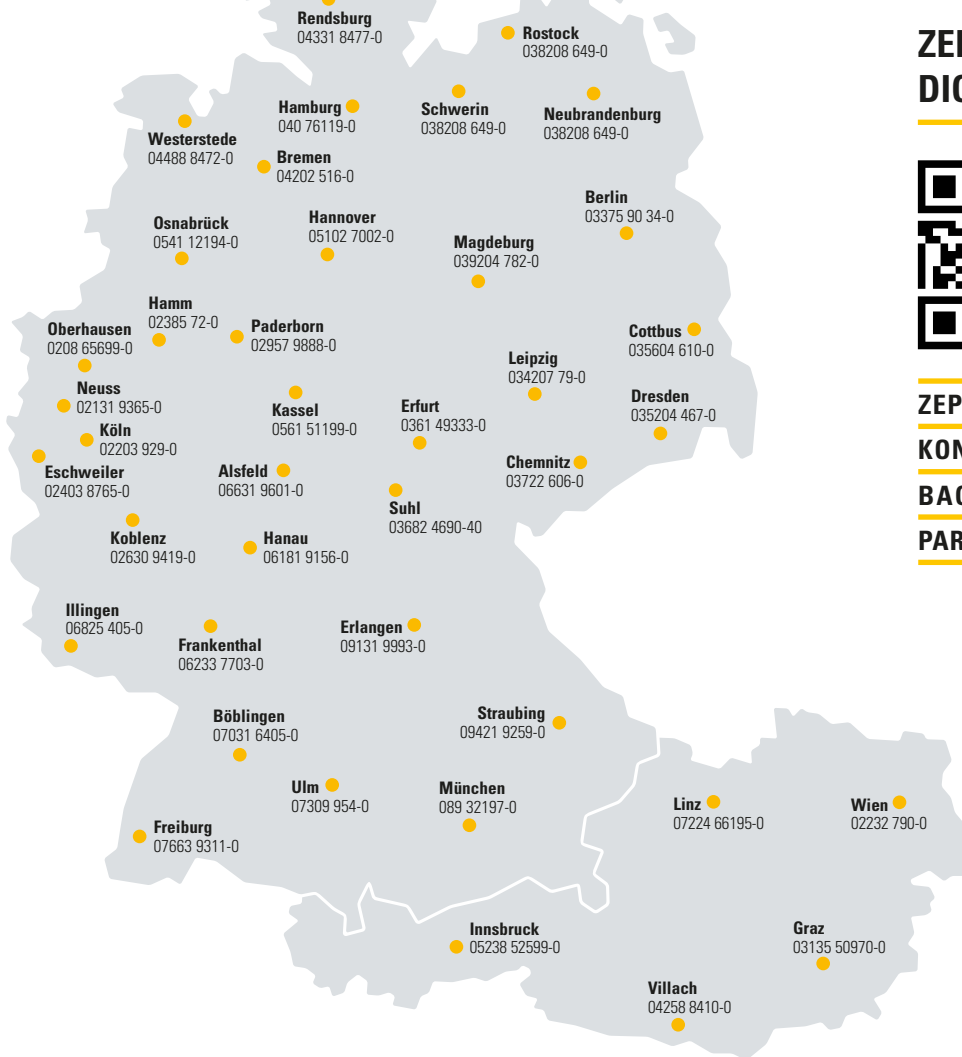 Rendsburg
04331 8477-0
Rostock
038208 649-0
Hamburg
040 76119-0
Schwerin
038208 649-0
Neubrandenburg
038208 649-0
Westerstede
04488 8472-0
Bremen
04202 516-0
Berlin
03375 90 34-0
Osnabrück
0541 12194-0
Hannover
05102 7002-0
Magdeburg
039204 782-0
Hamm
02385 72-0
Oberhausen
0208 65699-0
Paderborn
02957 9888-0
Cottbus
035604 610-0
Leipzig
034207 79-0
Neuss
02131 9365-0
Kassel
0561 51199-0
Erfurt
0361 49333-0
Dresden
035204 467-0
Köln
02203 929-0
Eschweiler
02403 8765-0
Alsfeld
06631 9601-0
Chemnitz
03722 606-0
Suhl
03682 4690-40
Koblenz
02630 9419-0
Hanau
06181 9156-0
Illingen
06825 405-0
Frankenthal
06233 7703-0
Erlangen
09131 9993-0
Böblingen
07031 6405-0
Straubing
09421 9259-0
Ulm
07309 954-0
München
089 32197-0
Freiburg
07663 9311-0
Linz
07224 66195-0
Wien
02232 790-0
Innsbruck
05238 52599-0
Graz
03135 50970-0
Villach
04258 8410-0
ZEP
KON
PAR